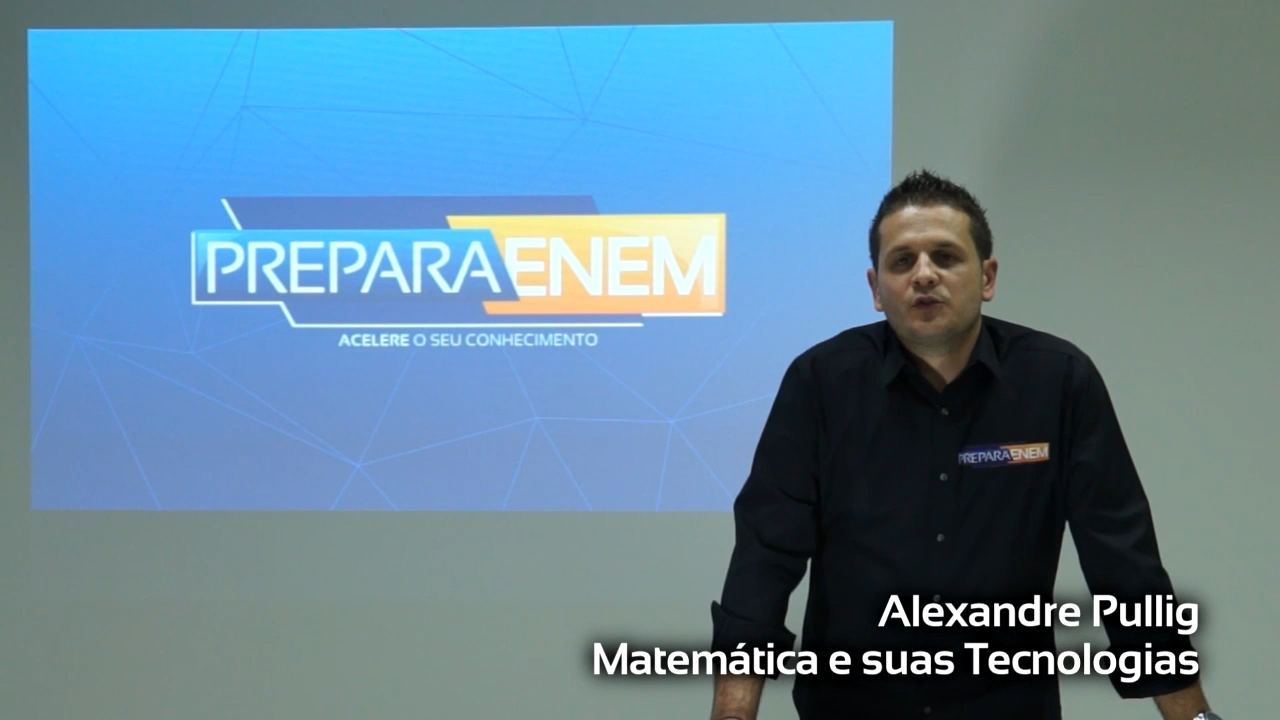 PREPARAENEM
ACELERE O SEU CONHECIMENTO
PREPARAENEM
Alexandre Pullig
Matemática e suas Tecnologias